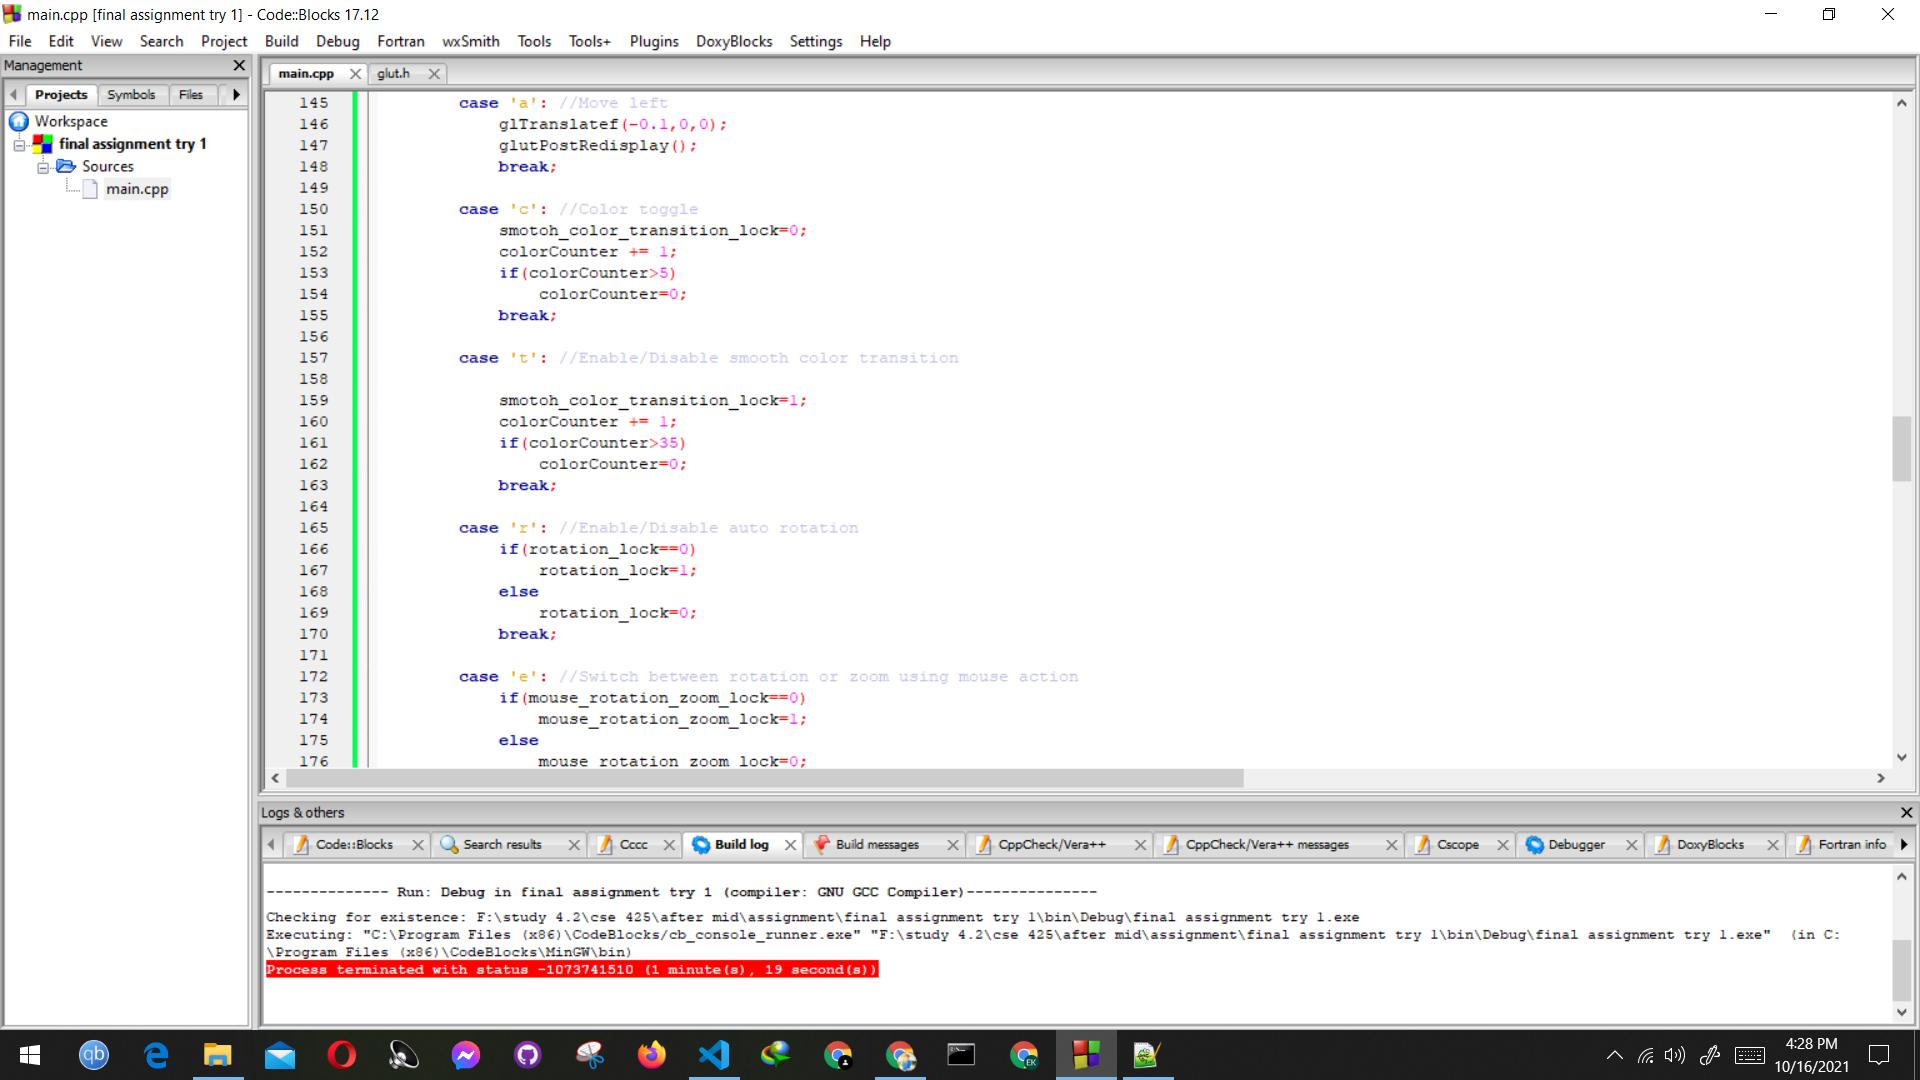 main.cpp [final assignment try 1] - Code::Blocks 17.12
File Edit View Search Project Build Debug Fortran wxSmith Tools Tools+ Plugins DoxyBlocks Settings Help
Management
main.cpp glut.h
Projects Symbols Files
Workspace
final assignment try 1
Sources
main.cpp
145 case 'a': //Move left
146 glTranslatef(-0.1,0,0);
147 glutPostRedisplay();
148 break;
149
150 case 'c': //Color toggle
151 smotoh_color_transition_lock=0;
152 colorCounter += 1;
153 if(colorCounter>5)
154 colorCounter=0;
155 break;
156
157 case 't': //Enable/Disable smooth color transition
158
159 smotoh_color_transition_lock=1;
160 colorCounter += 1;
161 if(colorCounter>35)
162 colorCounter=0;
163 break;
164
165 case 'r': //Enable/Disable auto rotation
166 if(rotation_lock==0)
167 rotation_lock=1;
168 else
169 rotation_lock=0;
170 break;
171
172 case 'e': //Switch between rotation or zoom using mouse action
173 if(mouse_rotation_zoom_lock==0)
174 mouse_rotation_zoom_lock=1;
175 else
176 mouse_rotation_zoom_lock=0;
Logs & others
Code::Blocks Search results Cccc Build log Build messages CppCheck/Vera++ CppCheck/Vera++ messages Cscope Debugger DoxyBlocks Fortran info
-------------- Run: Debug in final assignment try 1 (compiler: GNU GCC Compiler)---------------
Checking for existence: F:\study 4.2\cse 425\after mid\assignment\final assignment try 1\bin\Debug\final assignment try 1.exe
Executing: "C:\Program Files (x86)\CodeBlocks/cb_console_runner.exe" "F:\study 4.2\cse 425\after mid\assignment\final assignment try 1\bin\Debug\final assignment try 1.exe" (in C:
\Program Files (x86)\CodeBlocks\MinGW\bin)
Process terminated with status -1073741510 (1 minute(s), 19 second(s))
qb
EK
4:28 PM
10/16/2021